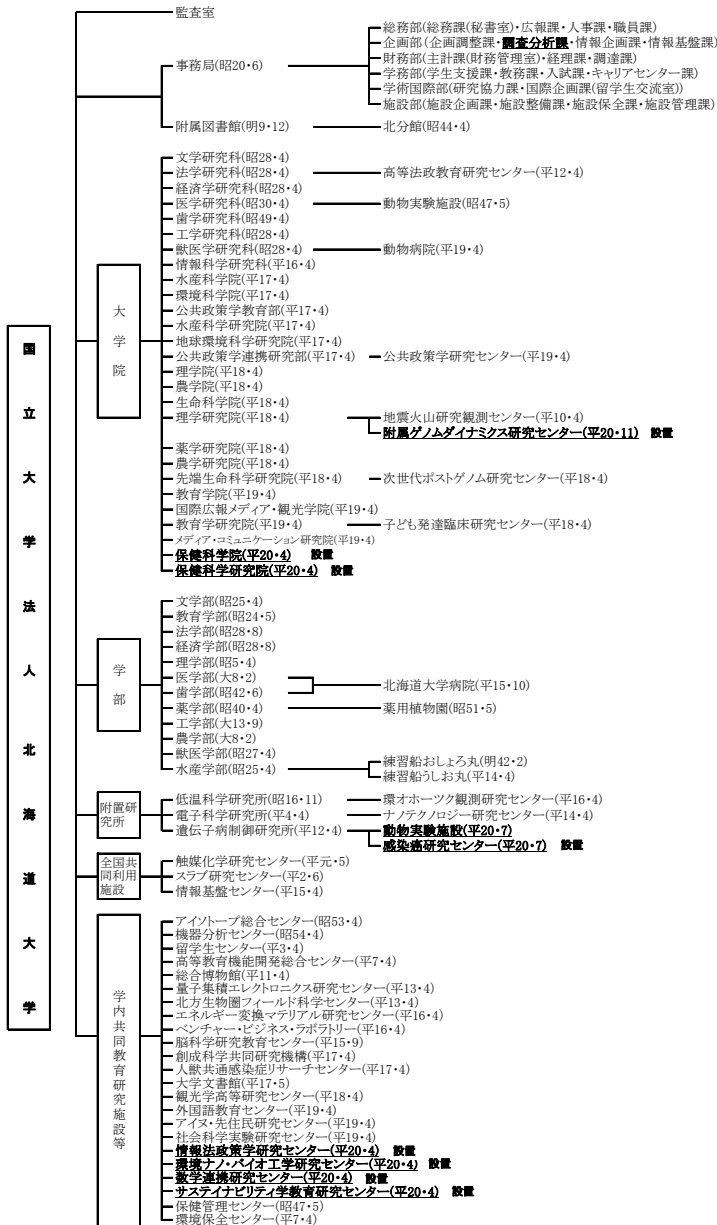 監査室
総務部(総務課(秘書室)・広報課・人事課・職員課)
企画部(企画調整課・調査分析課・情報企画課・情報基盤課)
財務部(主計課(財務管理室)・経理課・調達課)
事務局(昭20・6)
学務部(学生支援課・教務課・入試課・キャリアセンター課)
学術国際部(研究協力課・国際企画課(留学生交流室))
施設部(施設企画課・施設整備課・施設保全課・施設管理課)
附属図書館(明9・12) 北分館(昭44・4)
国立大学法人北海道大学
大学院
文学研究科(昭28・4)
法学研究科(昭28・4) 高等法政教育研究センター(平12・4)
経済学研究科(昭28・4)
医学研究科(昭30・4) 動物実験施設(昭47・5)
歯学研究科(昭49・4)
工学研究科(昭28・4)
獣医学研究科(昭28・4) 動物病院(平19・4)
情報科学研究科(平16・4)
水産科学院(平17・4)
環境科学院(平17・4)
公共政策学教育部(平17・4)
水産科学研究院(平17・4)
地球環境科学研究院(平17・4)
公共政策学連携研究部(平17・4) 公共政策学研究センター(平19・4)
理学院(平18・4)
農学院(平18・4)
生命科学院(平18・4)
理学研究院(平18・4) 地震火山研究観測センター(平10・4)
附属ゲノムダイナミクス研究センター(平20・11) 設置
薬学研究院(平18・4)
農学研究院(平18・4)
先端生命科学研究院(平18・4) 次世代ポストゲノム研究センター(平18・4)
教育学院(平19・4)
国際広報メディア・観光学院(平19・4)
教育学研究院(平19・4) 子ども発達臨床研究センター(平18・4)
メディア・コミュニケーション研究院(平19・4)
保健科学院(平20・4) 設置
保健科学研究院(平20・4) 設置
学部
文学部(昭25・4)
教育学部(昭24・5)
法学部(昭28・8)
経済学部(昭28・8)
理学部(昭5・4)
医学部(大8・2)
歯学部(昭42・6) 北海道大学病院(平15・10)
薬学部(昭40・4) 薬用植物園(昭51・5)
工学部(大13・9)
農学部(大8・2)
獣医学部(昭27・4)
水産学部(昭25・4) 練習船おしょろ丸(明42・2)
練習船うしお丸(平14・4)
附置研究所
低温科学研究所(昭16・11) 環オホーツク観測研究センター(平16・4)
電子科学研究所(平4・4) ナノテクノロジー研究センター(平14・4)
遺伝子病制御研究所(平12・4) 動物実験施設(平20・7)
感染癌研究センター(平20・7) 設置
全国共同利用施設
触媒化学研究センター(平元・5)
スラブ研究センター(平2・6)
情報基盤センター(平15・4)
学内共同教育研究施設等
アイソトープ総合センター(昭53・4)
機器分析センター(昭54・4)
留学生センター(平3・4)
高等教育機能開発総合センター(平7・4)
総合博物館(平11・4)
量子集積エレクトロニクス研究センター(平13・4)
北方生物圏フィールド科学センター(平13・4)
エネルギー変換マテリアル研究センター(平16・4)
ベンチャー・ビジネス・ラボラトリー(平16・4)
脳科学研究教育センター(平15・9)
創成科学共同研究機構(平17・4)
人獣共通感染症リサーチセンター(平17・4)
大学文書館(平17・5)
観光学高等研究センター(平18・4)
外国語教育センター(平19・4)
アイヌ・先住民研究センター(平19・4)
社会科学実験研究センター(平19・4)
情報法政策学研究センター(平20・4) 設置
環境ナノ・バイオ工学研究センター(平20・4) 設置
数学連携研究センター(平20・4) 設置
サステイナビリティ学教育研究センター(平20・4) 設置
保健管理センター(昭47・5)
環境保全センター(平7・4)